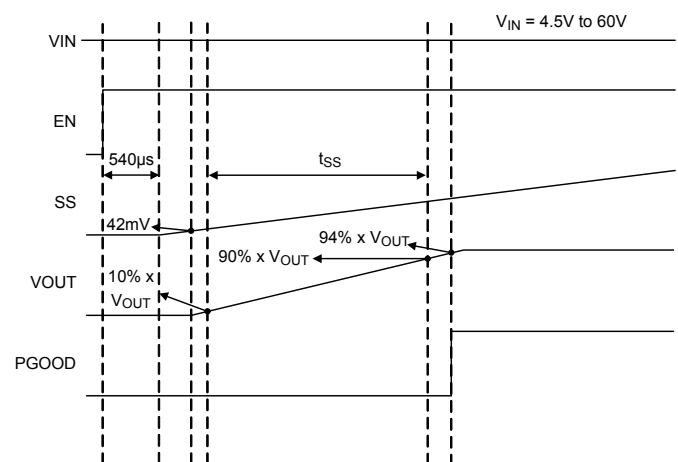 V_IN = 4.5V to 60V
VIN
EN
540µs
t_SS
SS
42mV
94% x V_OUT
90% x V_OUT
10% x
V_OUT
VOUT
PGOOD